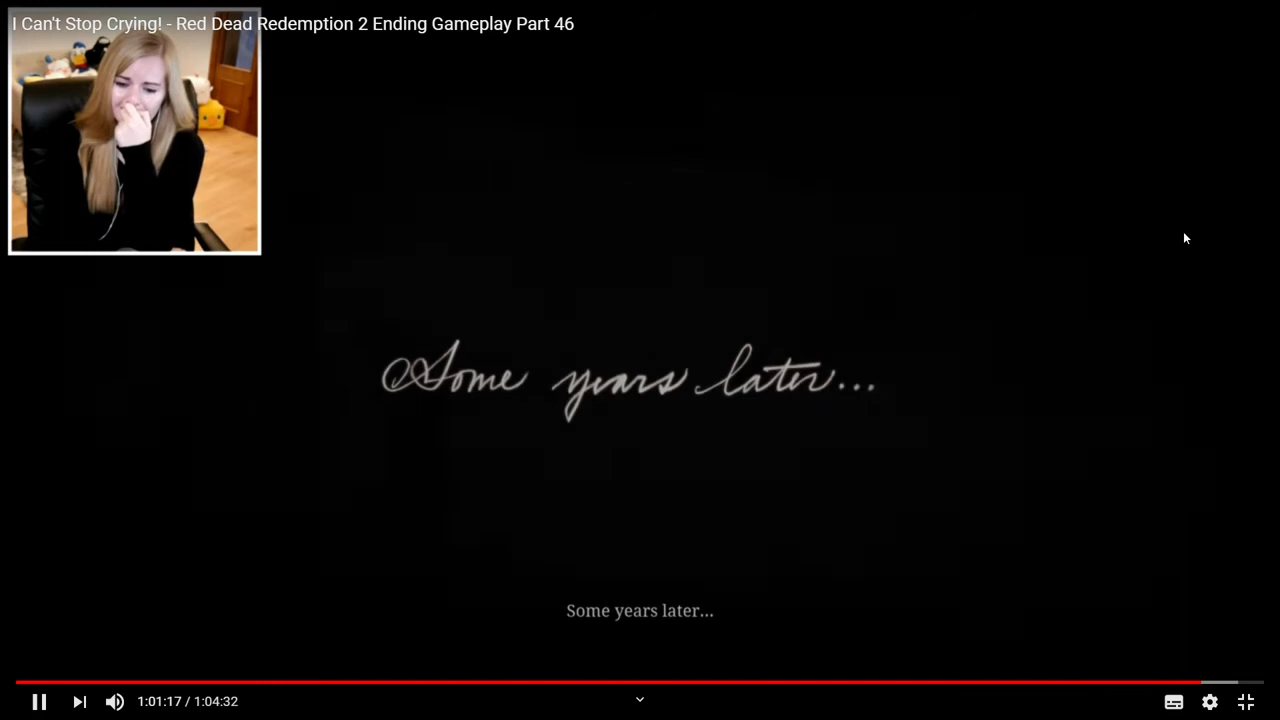 I Can't Stop Crying! - Red Dead Redemption 2 Ending Gameplay Part 46
Some years later...
Some years later...
1:01:17 / 1:04:32